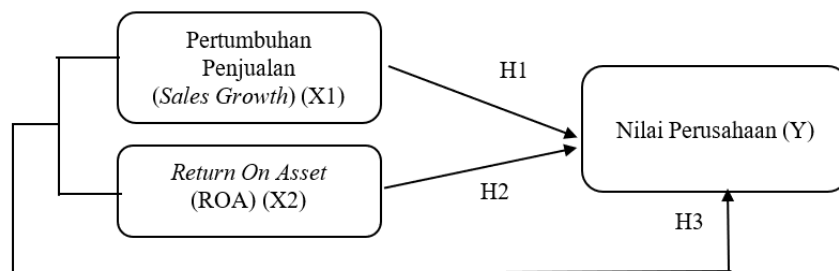 Pertumbuhan
Penjualan
(Sales Growth) (X1)
H1
Nilai Perusahaan (Y)
Return On Asset
(ROA) (X2)
H2
H3